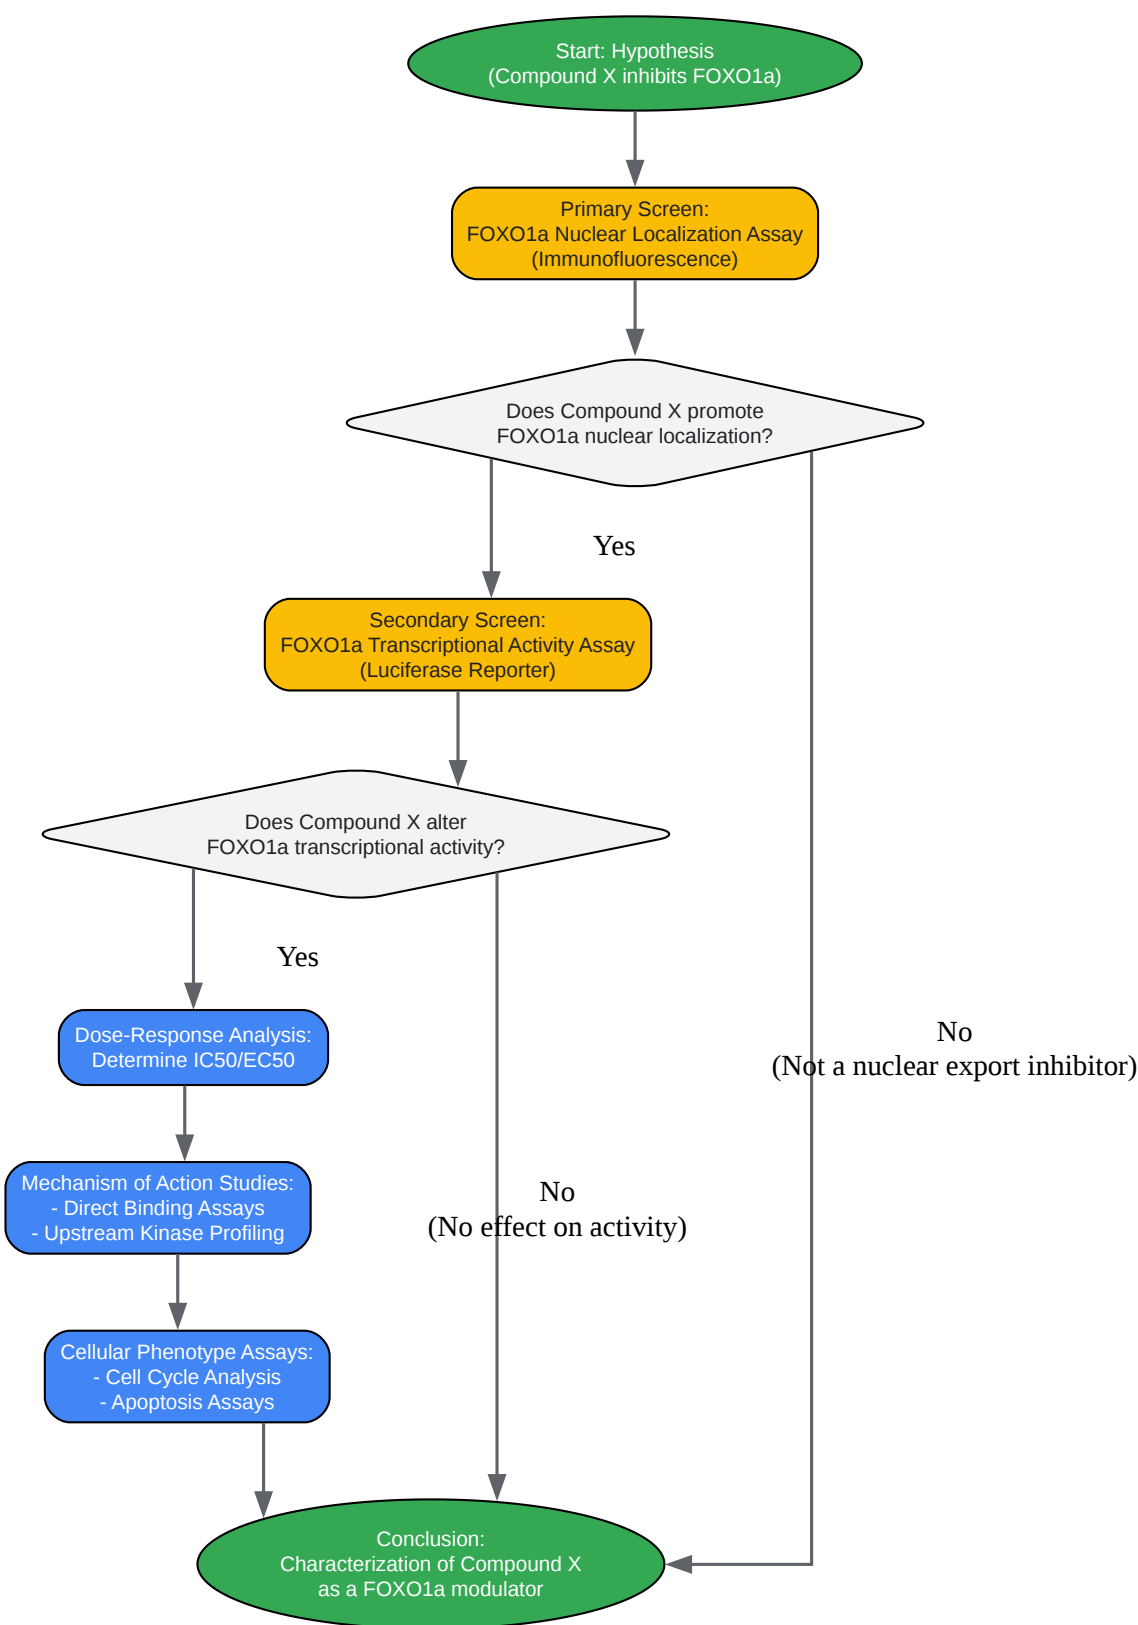 Start: Hypothesis
(Compound X inhibits FOXO1a)
Primary Screen:
FOXO1a Nuclear Localization Assay
(Immunofluorescence)
Does Compound X promote
FOXO1a nuclear localization?
Yes
Secondary Screen:
FOXO1a Transcriptional Activity Assay
(Luciferase Reporter)
Does Compound X alter
FOXO1a transcriptional activity?
Yes
Dose-Response Analysis:
Determine IC50/EC50
No
(Not a nuclear export inhibitor)
Mechanism of Action Studies:
- Direct Binding Assays
- Upstream Kinase Profiling
No
(No effect on activity)
Cellular Phenotype Assays:
- Cell Cycle Analysis
- Apoptosis Assays
Conclusion:
Characterization of Compound X
as a FOXO1a modulator